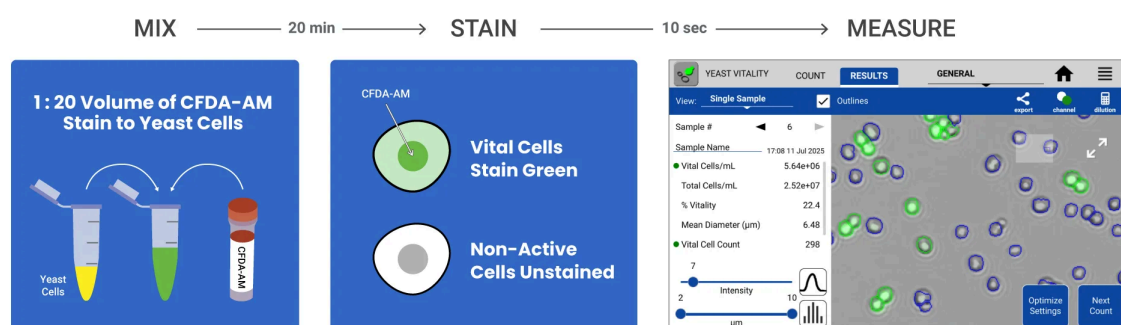 MIX
20 min
STAIN
10 sec
MEASURE
1 : 20 Volume of CFDA-AM
Stain to Yeast Cells
Yeast
Cells
CFDA-AM
CFDA-AM
Vital Cells
Stain Green
Non-Active
Cells Unstained
YEAST VITALITY
COUNT
RESULTS
GENERAL
View: Single Sample
Outlines
export
channel
dilution
Sample # 6
Sample Name 17:08 11 Jul 2025
Vital Cells/mL 5.64e+06
Total Cells/mL 2.52e+07
% Vitality 22.4
Mean Diameter (μm) 6.48
Vital Cell Count 298
7
Intensity
2 10
μm
Optimize
Settings
Next
Count